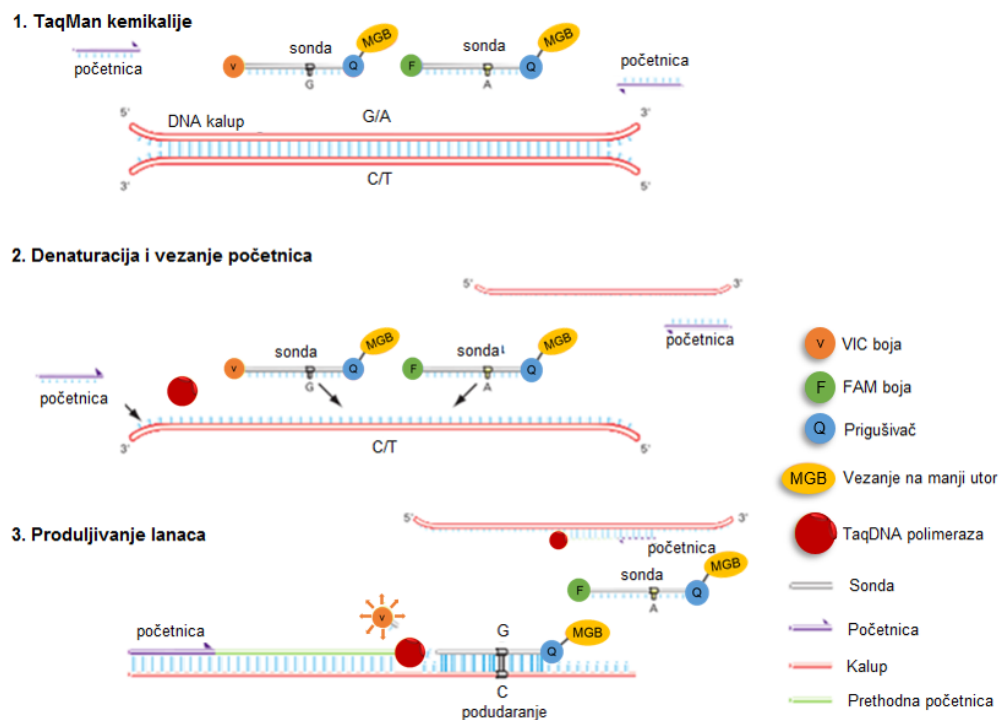 1. TaqMan kemikalije
početnica
v
sonda
G
Q
MGB
F
sonda
A
Q
MGB
početnica
5'
DNA kalup
G/A
3'
3'
C/T
5'
2. Denaturacija i vezanje početnica
5'
3'
početnica
početnica
v
sonda
G
Q
MGB
F
sonda
A
Q
MGB
3'
C/T
5'
v VIC boja
F FAM boja
Q Prigušivač
MGB Vezanje na manji utor
TaqDNA polimeraza
Sonda
Početnica
Kalup
Prethodna početnica
3. Produljivanje lanaca
5'
3'
početnica
F
sonda
A
Q
MGB
početnica
v
G
Q
MGB
C
podudaranje